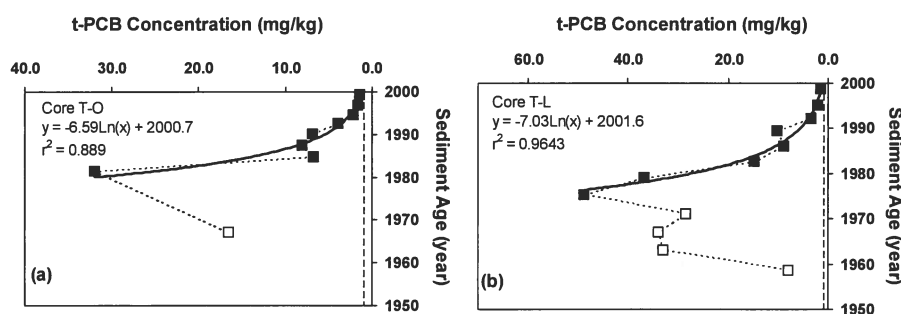 t-PCB Concentration (mg/kg)
40.0 30.0 20.0 10.0 0.0
Core T-O
y = -6.59Ln(x) + 2000.7
r² = 0.889
2000
1990
1980
1970
1960
1950
Sediment Age (year)
(a)
t-PCB Concentration (mg/kg)
60.0 40.0 20.0 0.0
Core T-L
y = -7.03Ln(x) + 2001.6
r² = 0.9643
2000
1990
1980
1970
1960
1950
Sediment Age (year)
(b)